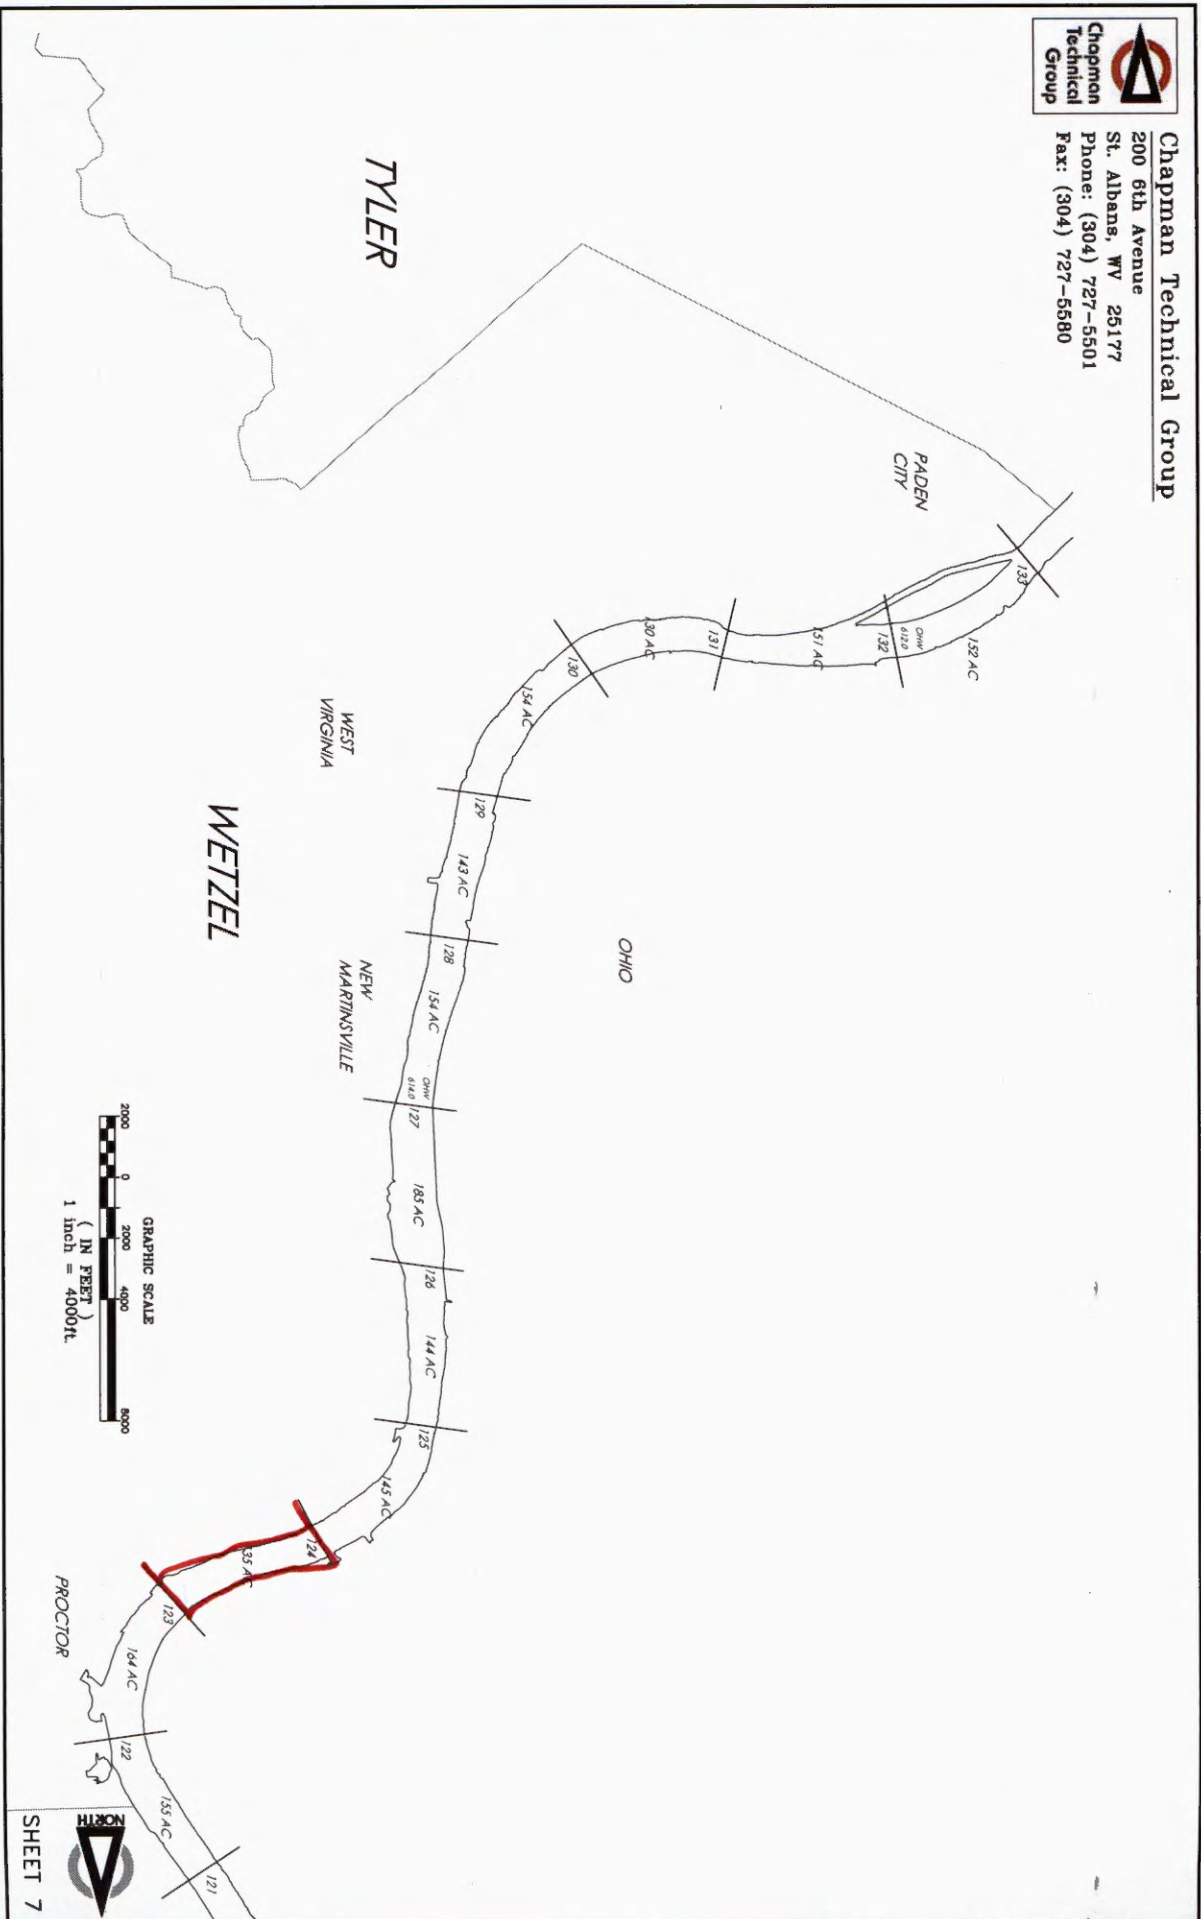 Chapman
Technical
Group
Chapman Technical Group
200 6th Avenue
St. Albans, WV 25177
Phone: (304) 727-5501
Fax: (304) 727-5580
TYLER
PADEN
CITY
133
152 AC
OHW
612.0
132
151 AC
131
130 AC
130
154 AC
WEST
VIRGINIA
129
143 AC
WETZEL
128
OHIO
NEW
MARTINSVILLE
154 AC
OHW
614.0
127
185 AC
126
144 AC
125
145 AC
124
35 AC
123
PROCTOR
164 AC
122
155 AC
121
GRAPHIC SCALE
2000 0 2000 4000 8000
( IN FEET )
1 inch = 4000ft.
NORTH
SHEET 7